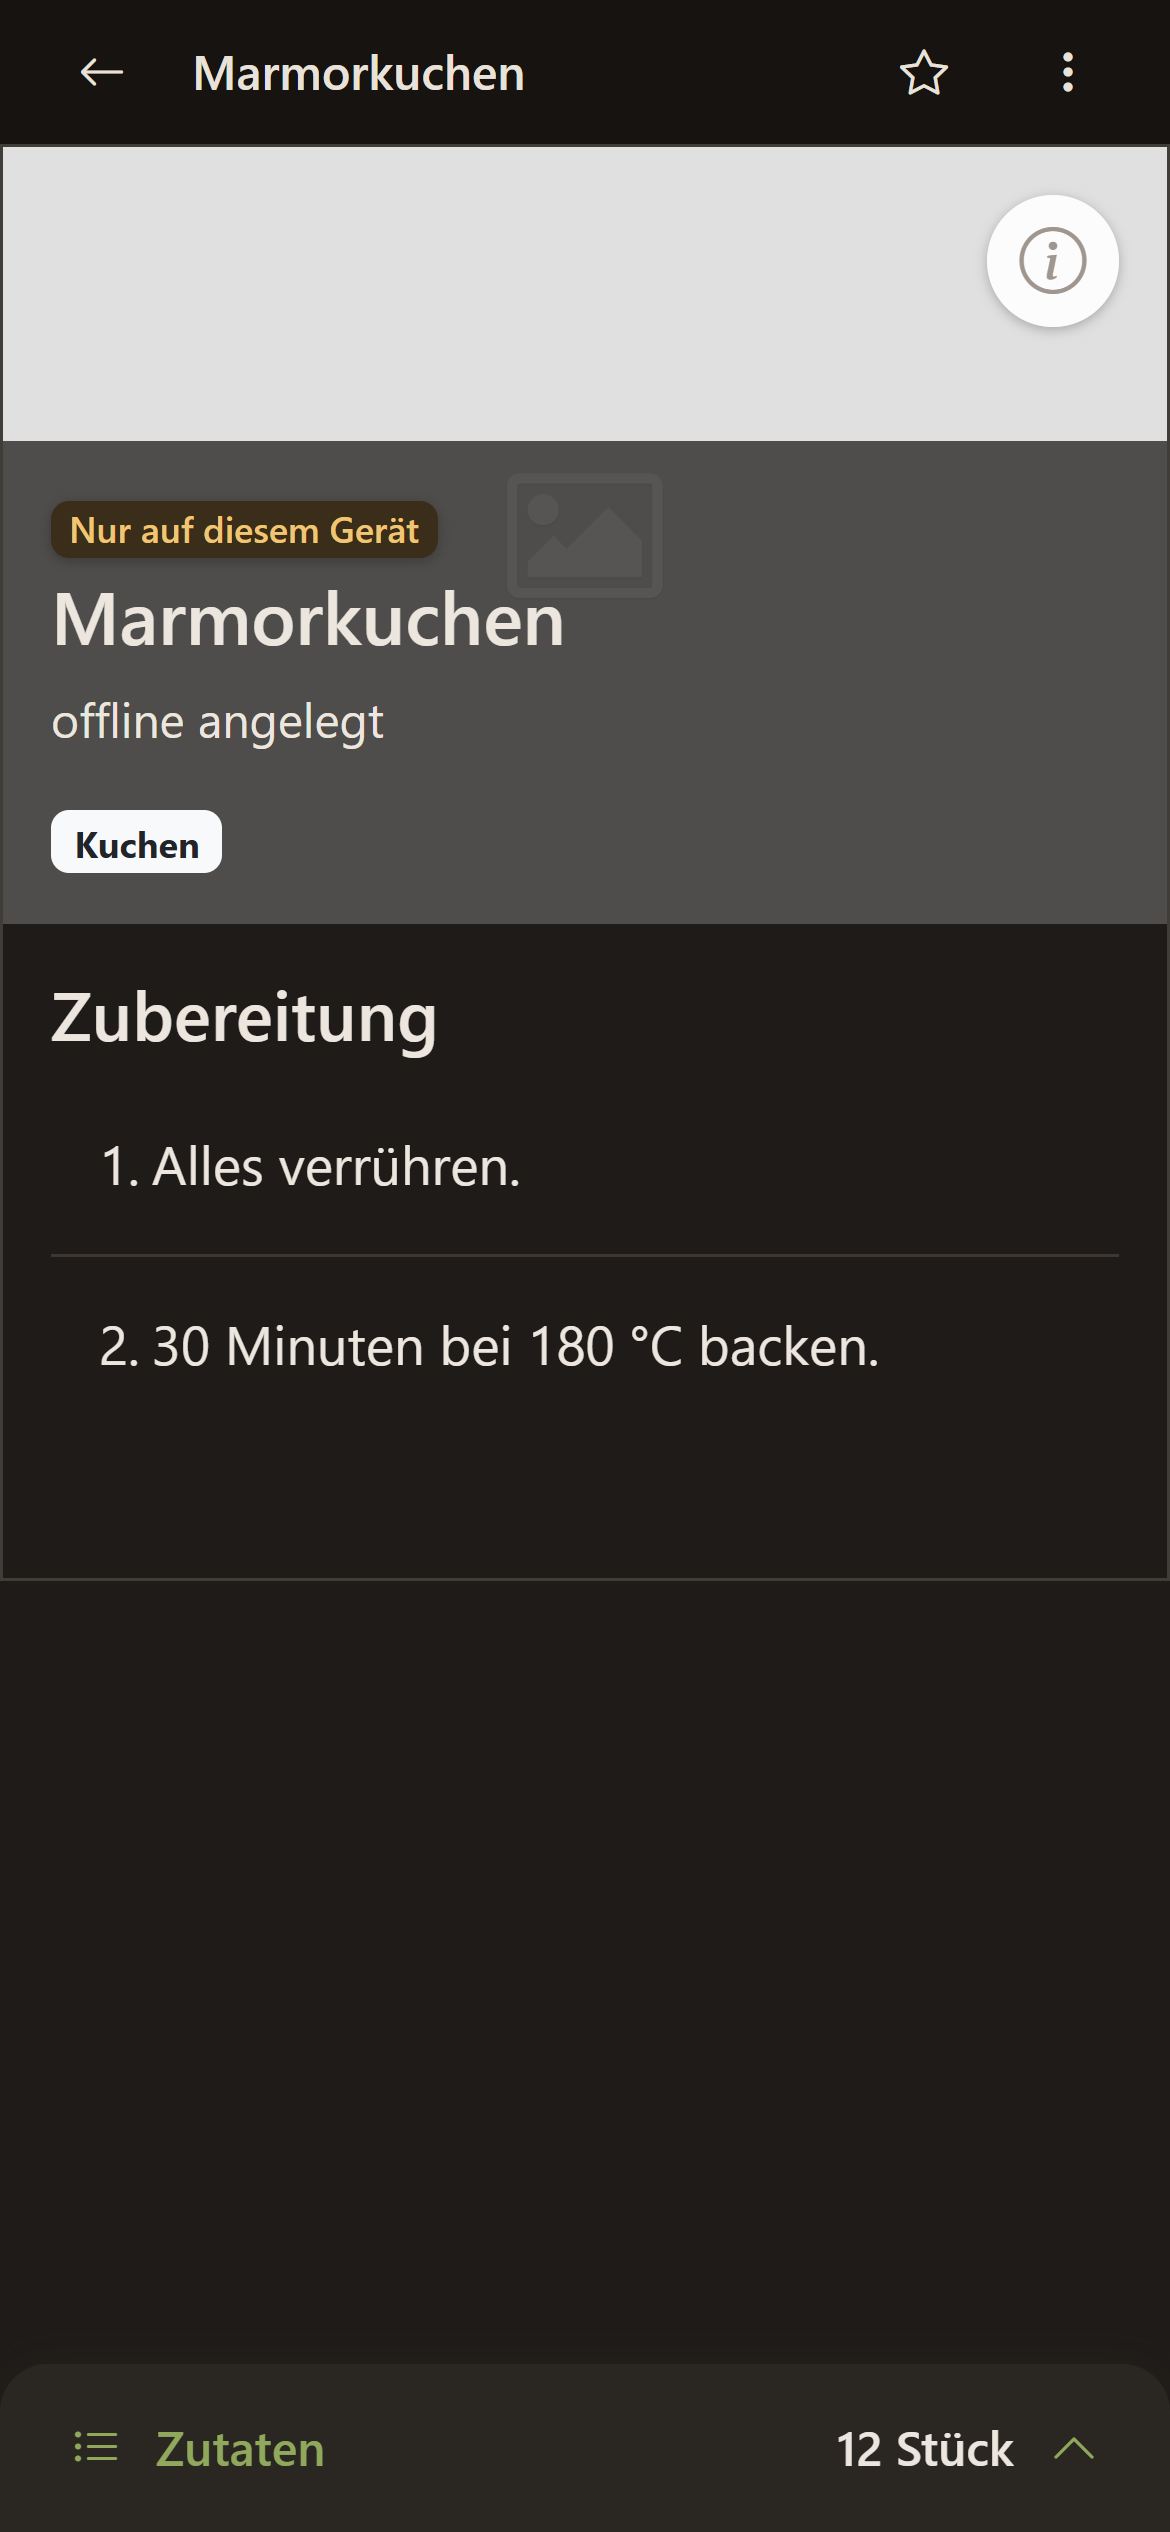 Marmorkuchen
Nur auf diesem Gerät
Marmorkuchen
offline angelegt
Kuchen
Zubereitung
1. Alles verrühren.
2. 30 Minuten bei 180 °C backen.
Zutaten 12 Stück